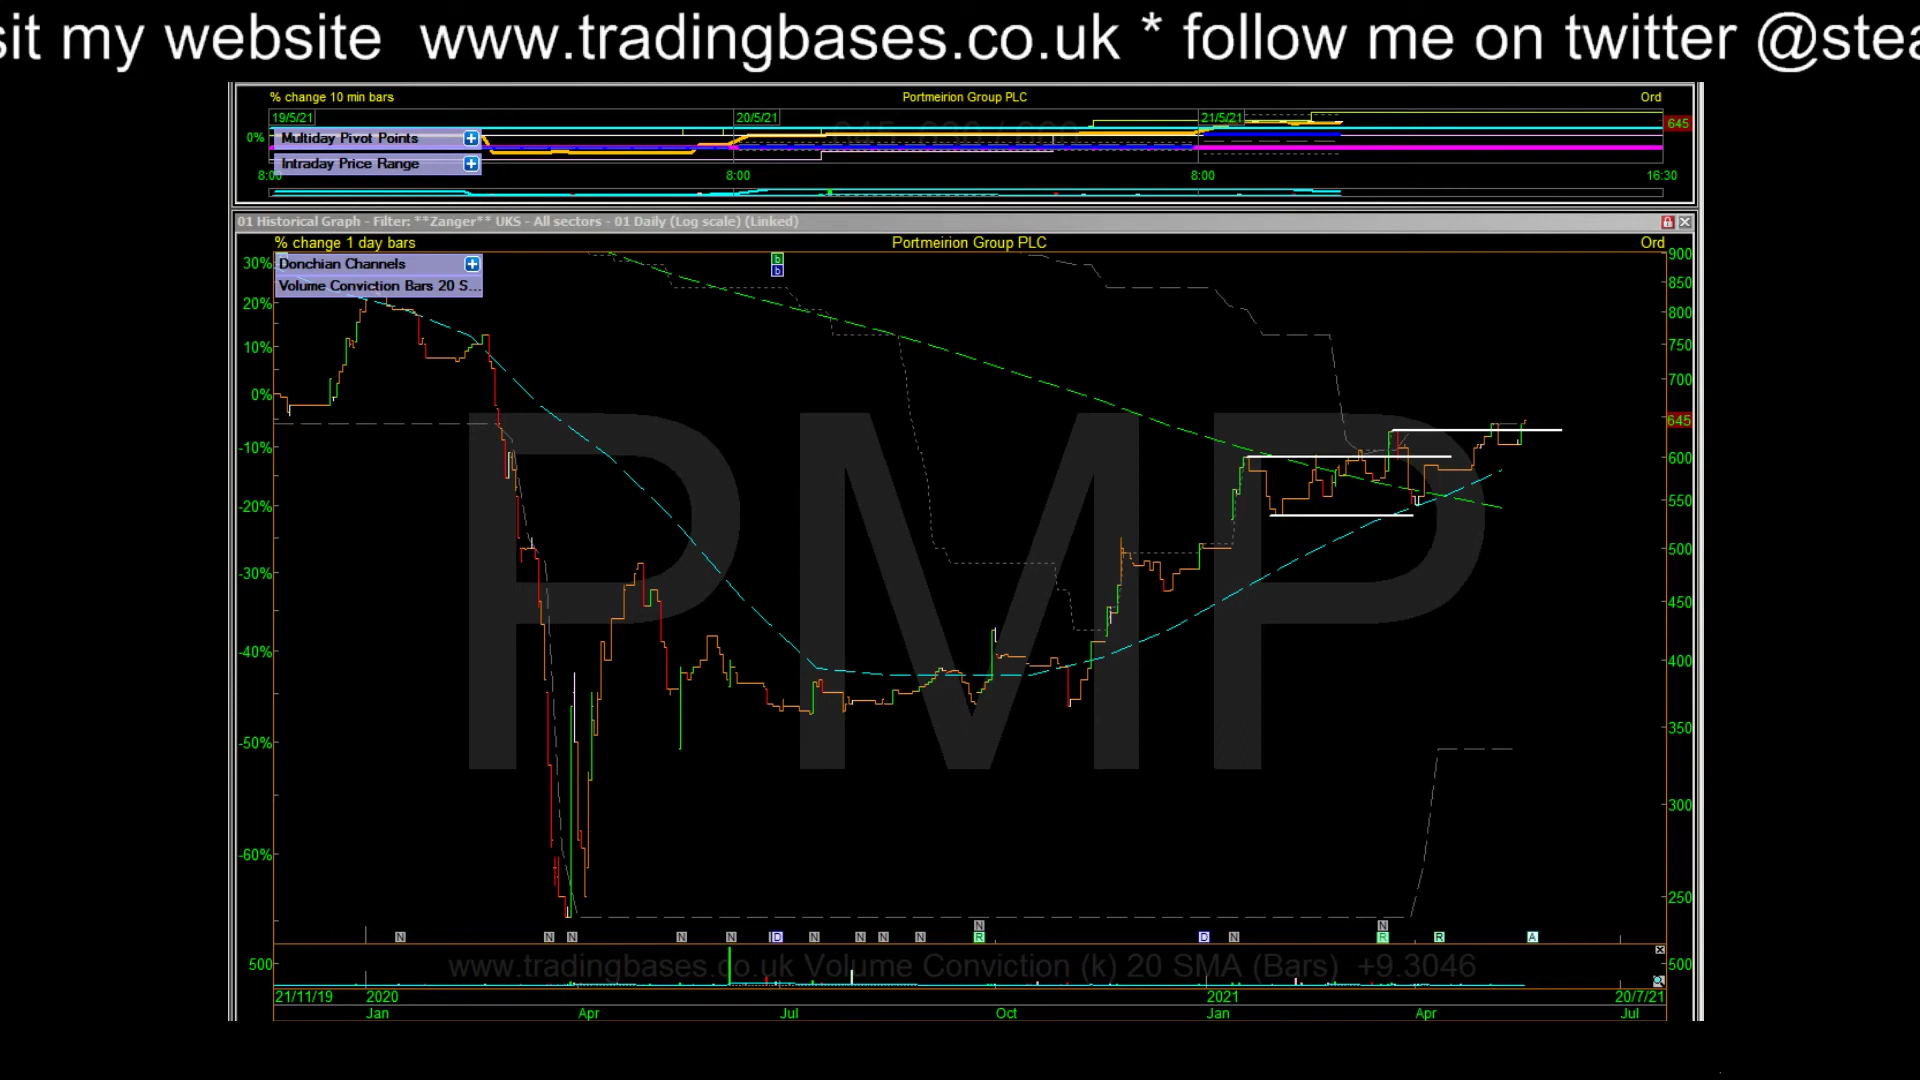 sit my website www.tradingbases.co.uk * follow me on twitter @stea
% change 10 min bars Portmeirion Group PLC Ord
19/5/21 20/5/21 21/5/21
0% Multiday Pivot Points 645
Intraday Price Range
8:00 8:00 8:00 16:30
01 Historical Graph - Filter: **Zanger** UKS - All sectors - 01 Daily (Log scale) (Linked)
% change 1 day bars Portmeirion Group PLC Ord
30% Donchian Channels b 900
b
Volume Conviction Bars 20 S... 850
20% 800
10% 750
0% 700
645
-10% 600
-20% 550
500
-30%
450
-40% 400
-50% 350
300
-60%
250
PMP
N N
N N N N N D N N N N R D N R R A
500 www.tradingbases.co.uk Volume Conviction (k) 20 SMA (Bars) +9.3046 500
21/11/19 2020 2021 20/7/21
Jan Apr Jul Oct Jan Apr Jul